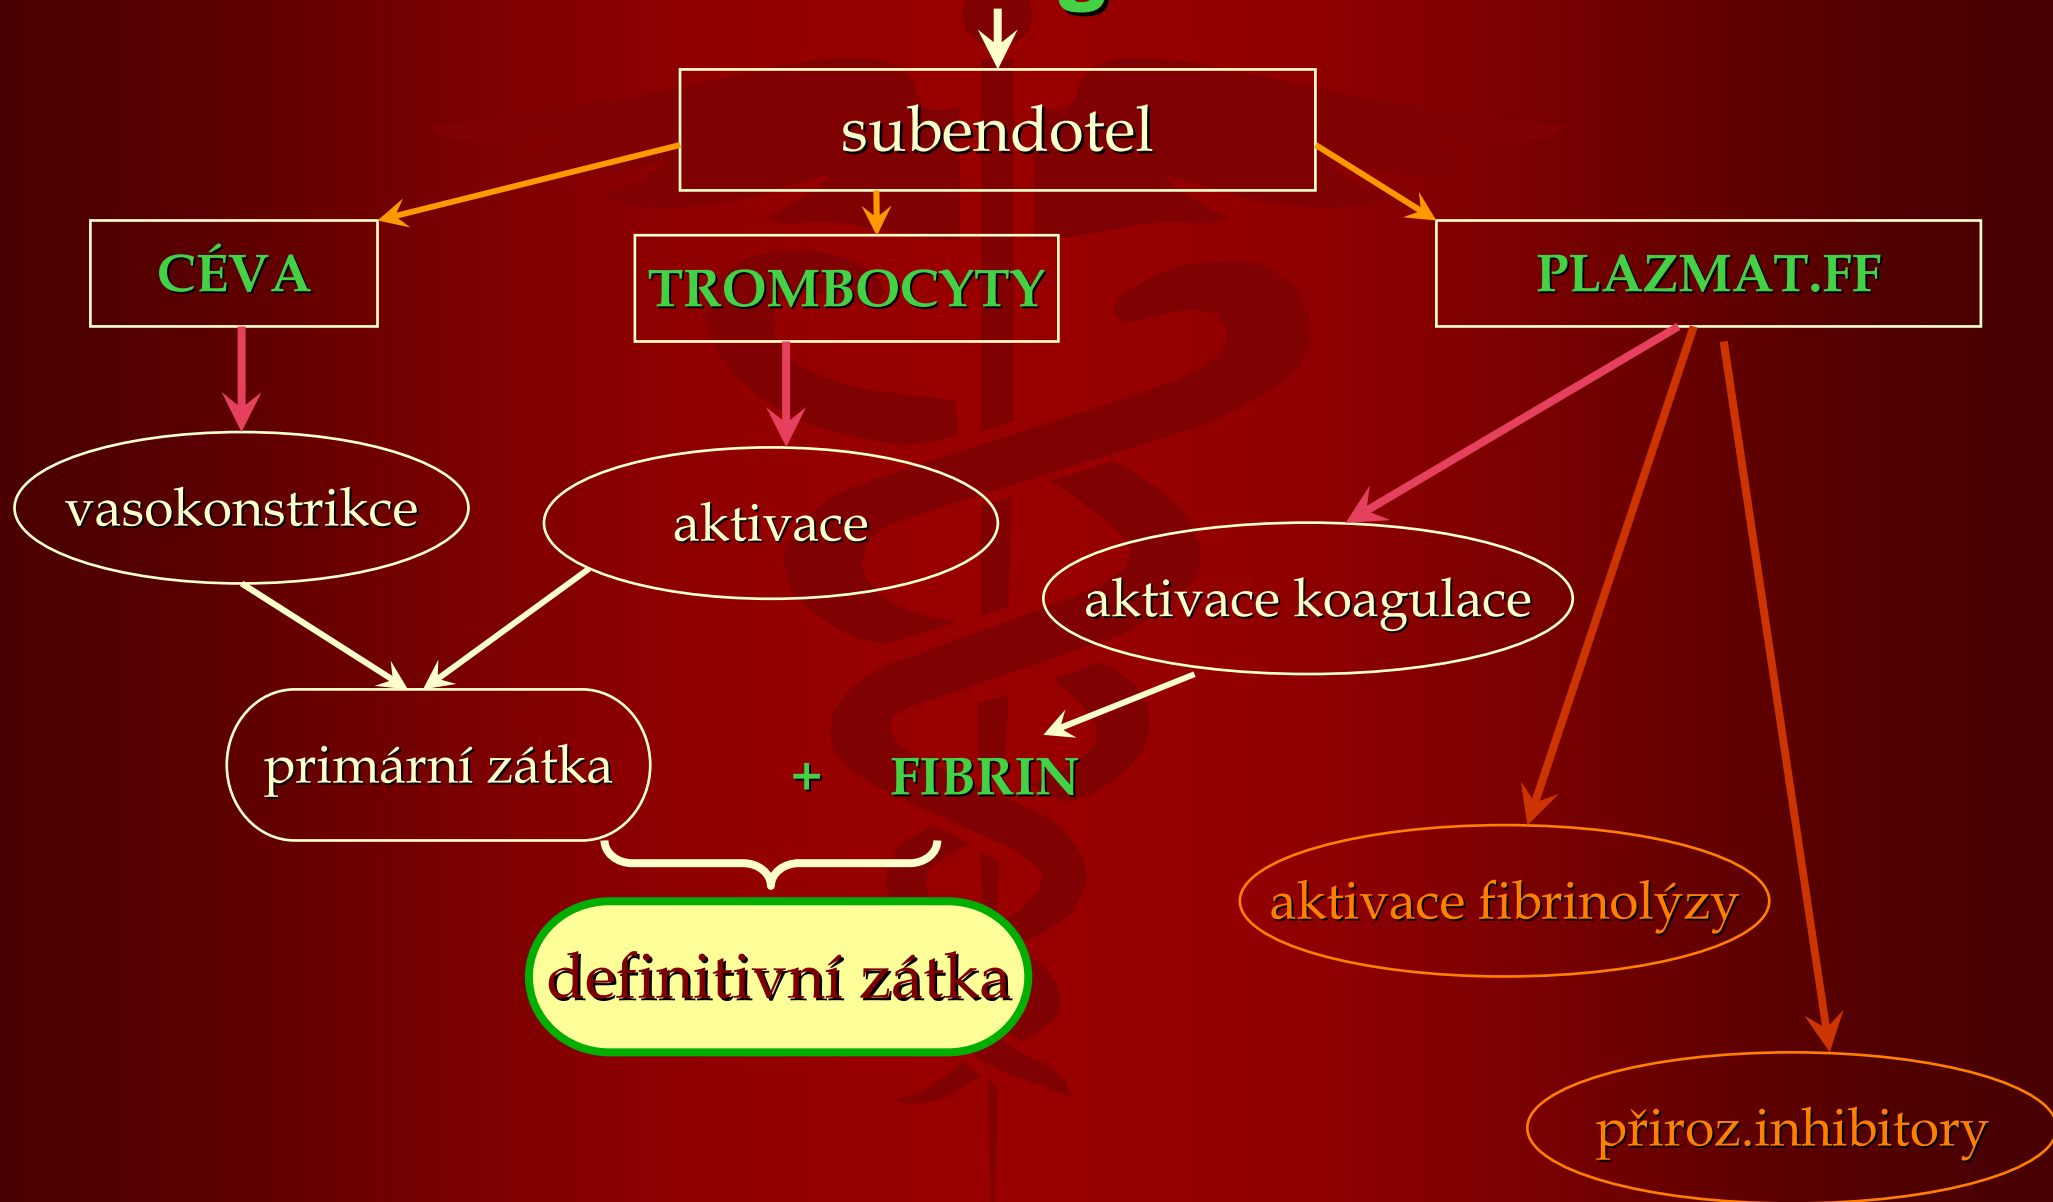 subendotel
CÉVA
TROMBOCYTY
PLAZMAT.FF
vasokonstrikce
aktivace
aktivace koagulace
primární zátka
+ FIBRIN
aktivace fibrinolýzy
definitivní zátka
přiroz.inhibitory